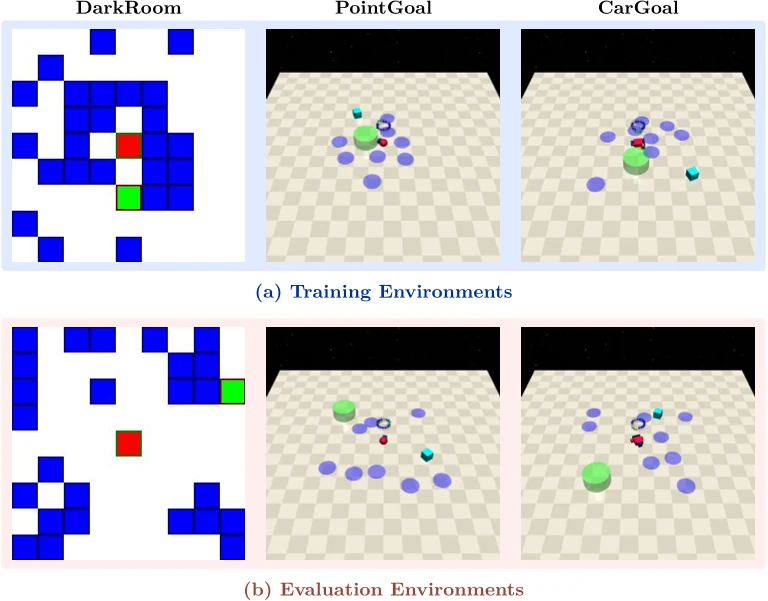 DarkRoom PointGoal CarGoal
(a) Training Environments
(b) Evaluation Environments